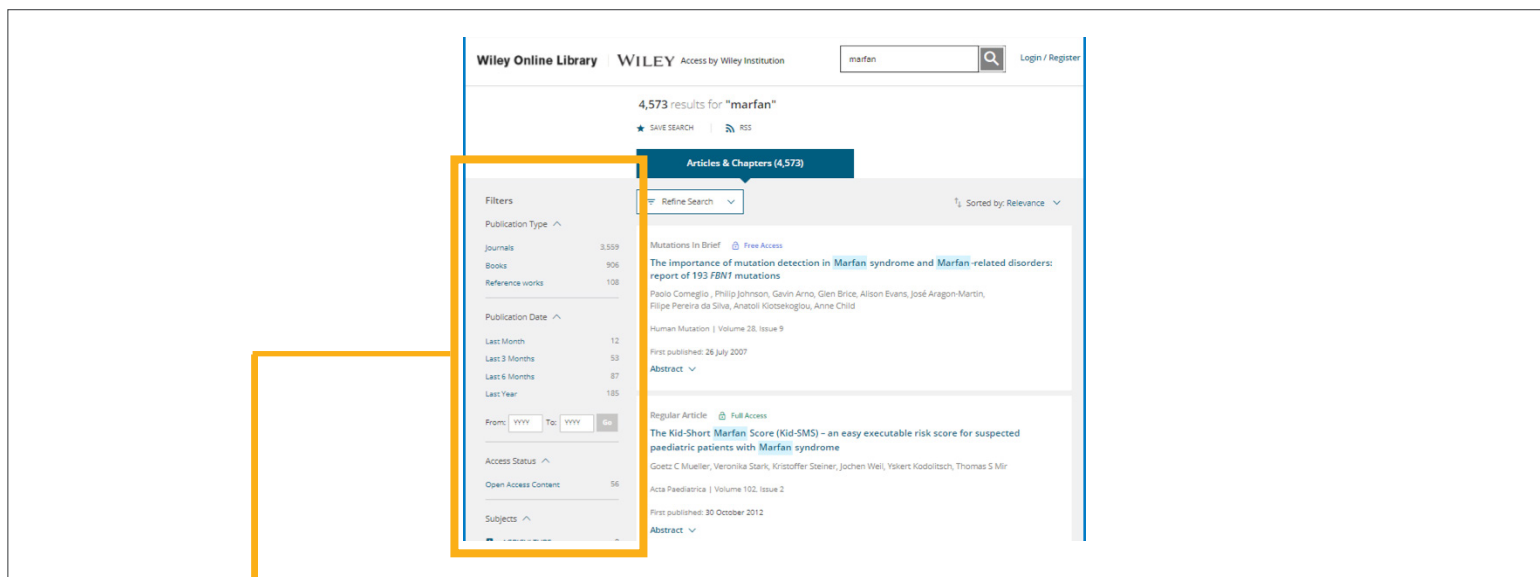 Wiley Online Library WILEY Access by Wiley Institution marfan Login / Register
4,573 results for "marfan"
SAVE SEARCH RSS
Articles & Chapters (4,573)
Filters
Refine Search
Sorted by: Relevance
Publication Type
Journals 3,559
Books 906
Reference works 108
Publication Date
Last Month 12
Last 3 Months 53
Last 6 Months 87
Last Year 185
From: YYYY To: YYYY Go
Access Status
Open Access Content 56
Subjects
Mutations In Brief Free Access
The importance of mutation detection in Marfan syndrome and Marfan-related disorders:
report of 193 FBN1 mutations
Paolo Comeglio , Philip Johnson, Gavin Arno, Glen Brice, Alison Evans, José Aragon-Martin,
Filipe Pereira da Silva, Anatoli Kiotsekoglou, Anne Child
Human Mutation | Volume 28, Issue 9
First published: 26 July 2007
Abstract
Regular Article Full Access
The Kid-Short Marfan Score (Kid-SMS) – an easy executable risk score for suspected
paediatric patients with Marfan syndrome
Goetz C Mueller, Veronika Stark, Kristoffer Steiner, Jochen Weil, Yskert Kodolitsch, Thomas S Mir
Acta Paediatrica | Volume 102, Issue 2
First published: 30 October 2012
Abstract